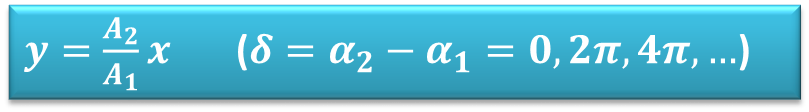 y = A₂/A₁ x (δ = α₂ − α₁ = 0, 2π, 4π, …)